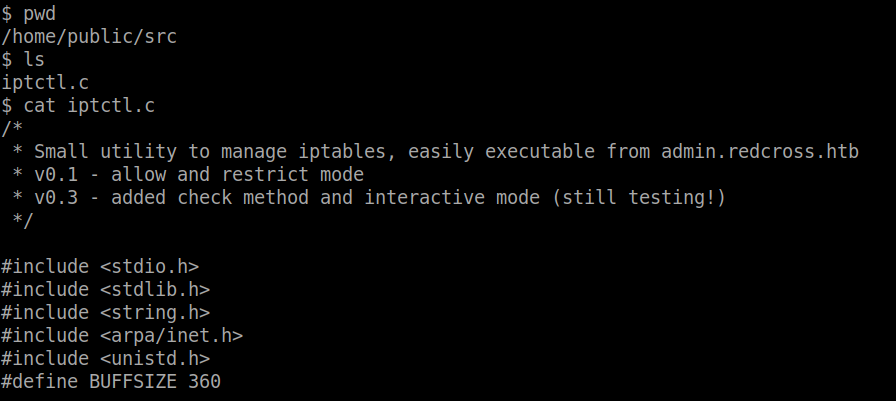 $ pwd
/home/public/src
$ ls
iptctl.c
$ cat iptctl.c
/*
 * Small utility to manage iptables, easily executable from admin.redcross.htb
 * v0.1 - allow and restrict mode
 * v0.3 - added check method and interactive mode (still testing!)
 */

#include <stdio.h>
#include <stdlib.h>
#include <string.h>
#include <arpa/inet.h>
#include <unistd.h>
#define BUFFSIZE 360